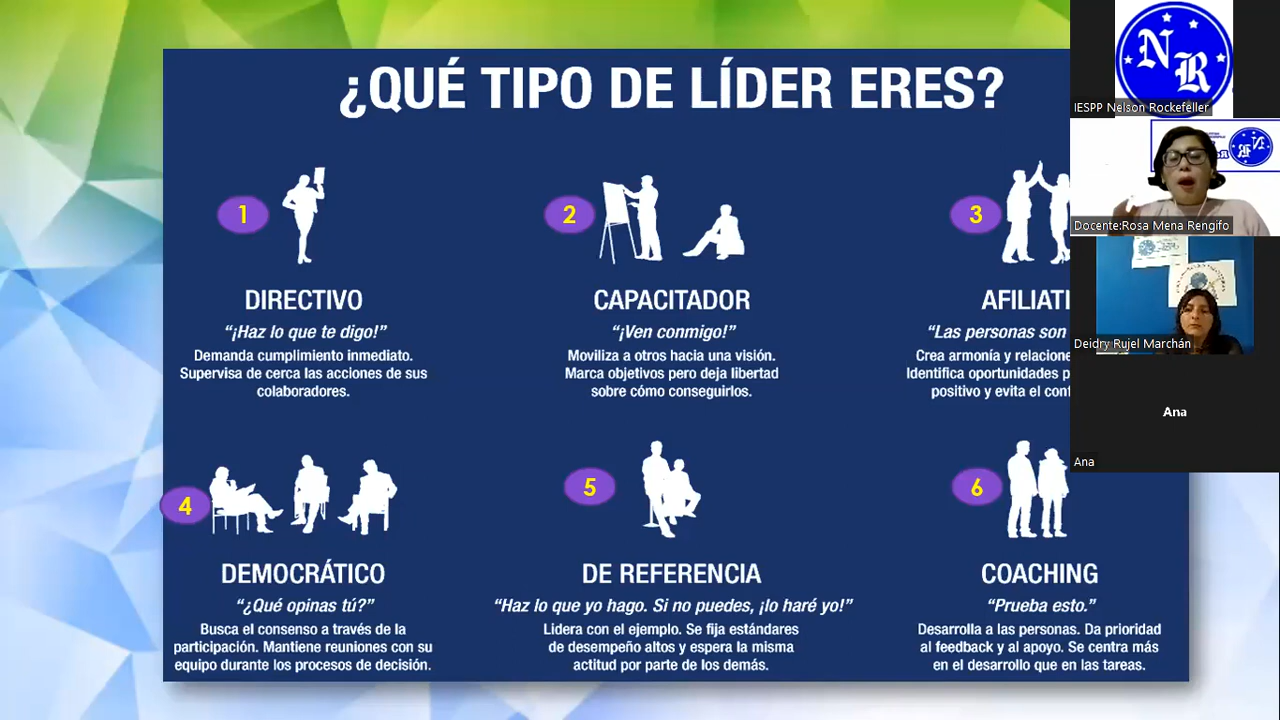 ¿QUÉ TIPO DE LÍDER ERES?
1
DIRECTIVO
“¡Haz lo que te digo!”
Demanda cumplimiento inmediato.
Supervisa de cerca las acciones de sus
colaboradores.
2
CAPACITADOR
“¡Ven conmigo!”
Moviliza a otros hacia una visión.
Marca objetivos pero deja libertad
sobre cómo conseguirlos.
3
AFILIATI
“Las personas son
Crea armonía y relacione
Identifica oportunidades p
positivo y evita el conf
4
DEMOCRÁTICO
“¿Qué opinas tú?”
Busca el consenso a través de la
participación. Mantiene reuniones con su
equipo durante los procesos de decisión.
5
DE REFERENCIA
“Haz lo que yo hago. Si no puedes, ¡lo haré yo!”
Lidera con el ejemplo. Se fija estándares
de desempeño altos y espera la misma
actitud por parte de los demás.
6
COACHING
“Prueba esto.”
Desarrolla a las personas. Da prioridad
al feedback y al apoyo. Se centra más
en el desarrollo que en las tareas.
NR
IESPP Nelson Rockefeller
Docente:Rosa Mena Rengifo
Deidry Rujel Marchán
Ana
Ana